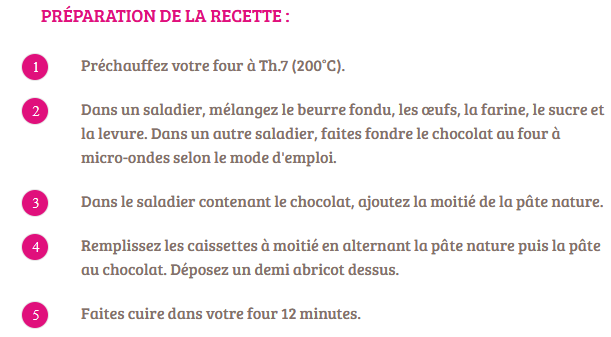 PRÉPARATION DE LA RECETTE :
1 Préchauffez votre four à Th.7 (200°C).
2 Dans un saladier, mélangez le beurre fondu, les œufs, la farine, le sucre et
la levure. Dans un autre saladier, faites fondre le chocolat au four à
micro-ondes selon le mode d'emploi.
3 Dans le saladier contenant le chocolat, ajoutez la moitié de la pâte nature.
4 Remplissez les caissettes à moitié en alternant la pâte nature puis la pâte
au chocolat. Déposez un demi abricot dessus.
5 Faites cuire dans votre four 12 minutes.